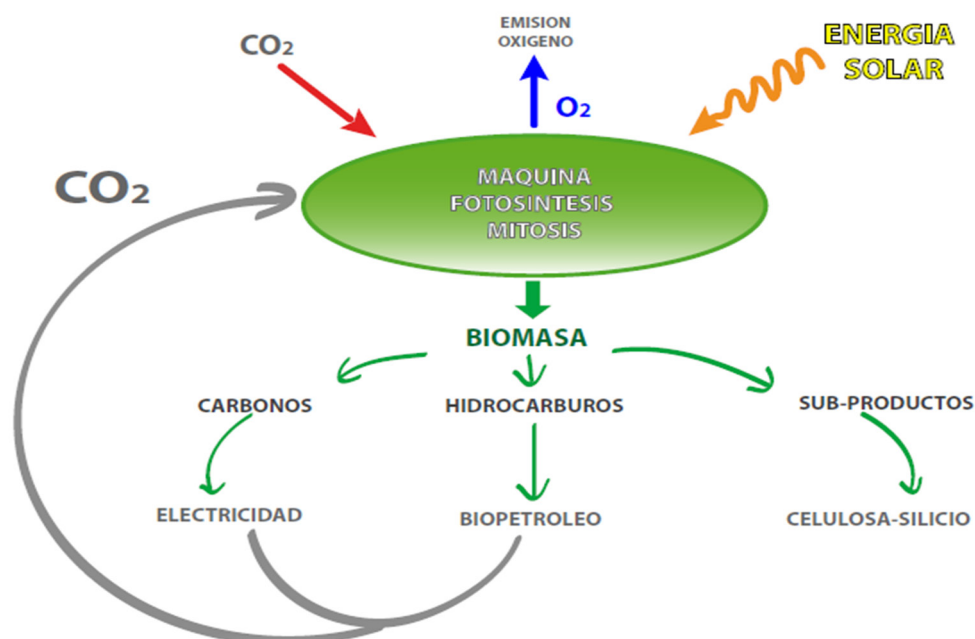 CO₂
EMISION
OXIGENO
O₂
ENERGIA
SOLAR
CO₂
MAQUINA
FOTOSINTESIS
MITOSIS
BIOMASA
CARBONOS
HIDROCARBUROS
SUB-PRODUCTOS
ELECTRICIDAD
BIOPETROLEO
CELULOSA-SILICIO